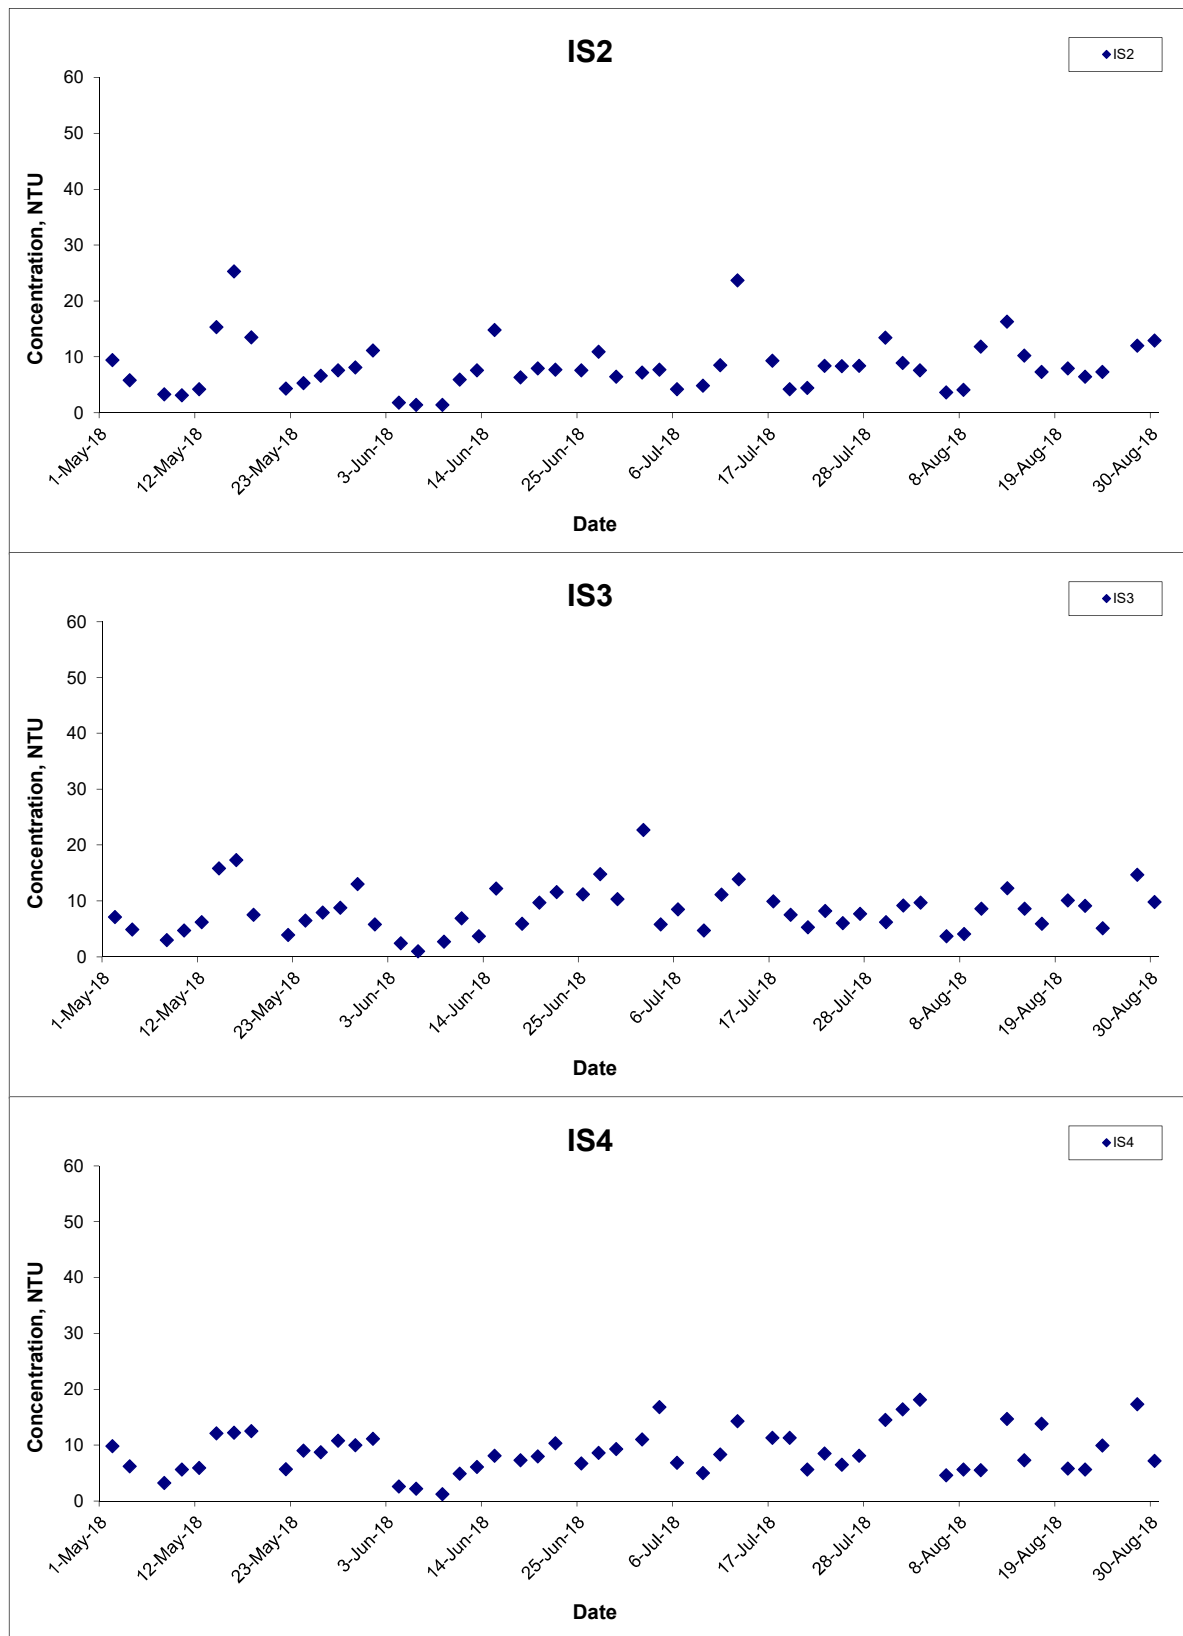 IS2
IS2
60
50
40
30
20
10
0
Concentration, NTU
1-May-18
12-May-18
23-May-18
3-Jun-18
14-Jun-18
25-Jun-18
6-Jul-18
17-Jul-18
28-Jul-18
8-Aug-18
19-Aug-18
30-Aug-18
Date
IS3
IS3
60
50
40
30
20
10
0
Concentration, NTU
1-May-18
12-May-18
23-May-18
3-Jun-18
14-Jun-18
25-Jun-18
6-Jul-18
17-Jul-18
28-Jul-18
8-Aug-18
19-Aug-18
30-Aug-18
Date
IS4
IS4
60
50
40
30
20
10
0
Concentration, NTU
1-May-18
12-May-18
23-May-18
3-Jun-18
14-Jun-18
25-Jun-18
6-Jul-18
17-Jul-18
28-Jul-18
8-Aug-18
19-Aug-18
30-Aug-18
Date